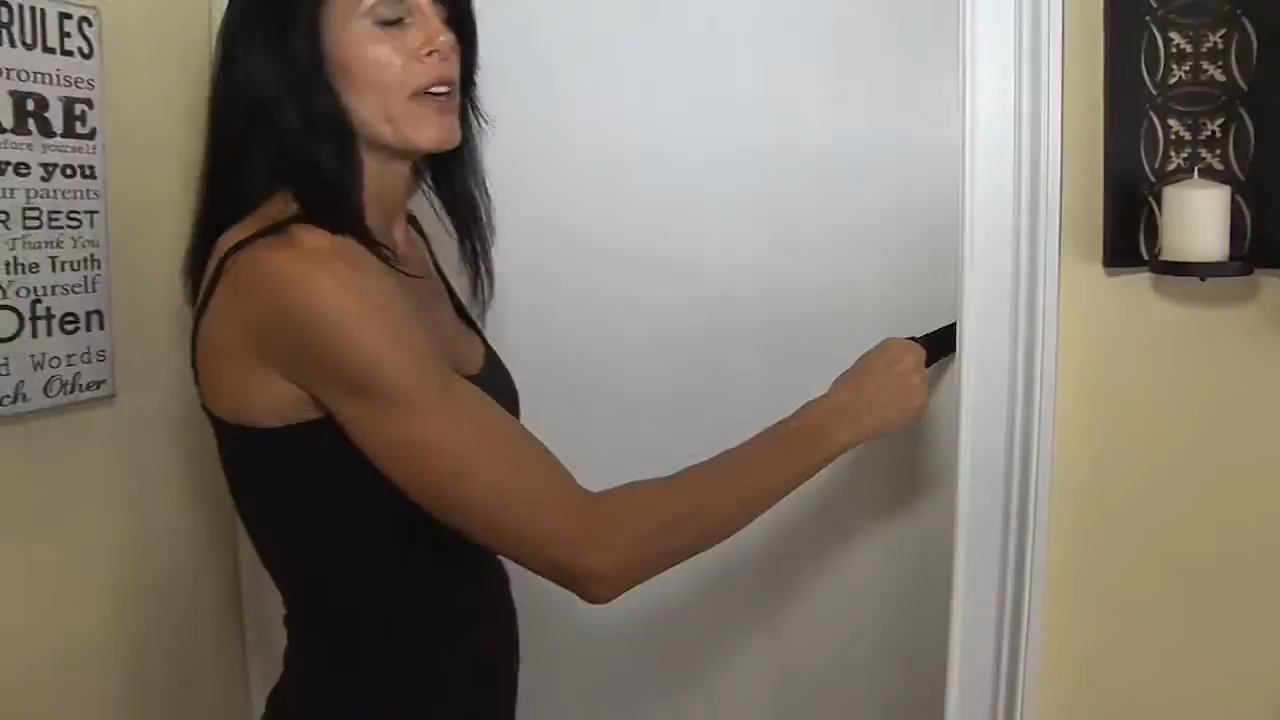 RULES
romises
ARE
efore yourself
ve you
ur parents
R BEST
Thank You
the Truth
Yourself
Often
d Words
ch Other